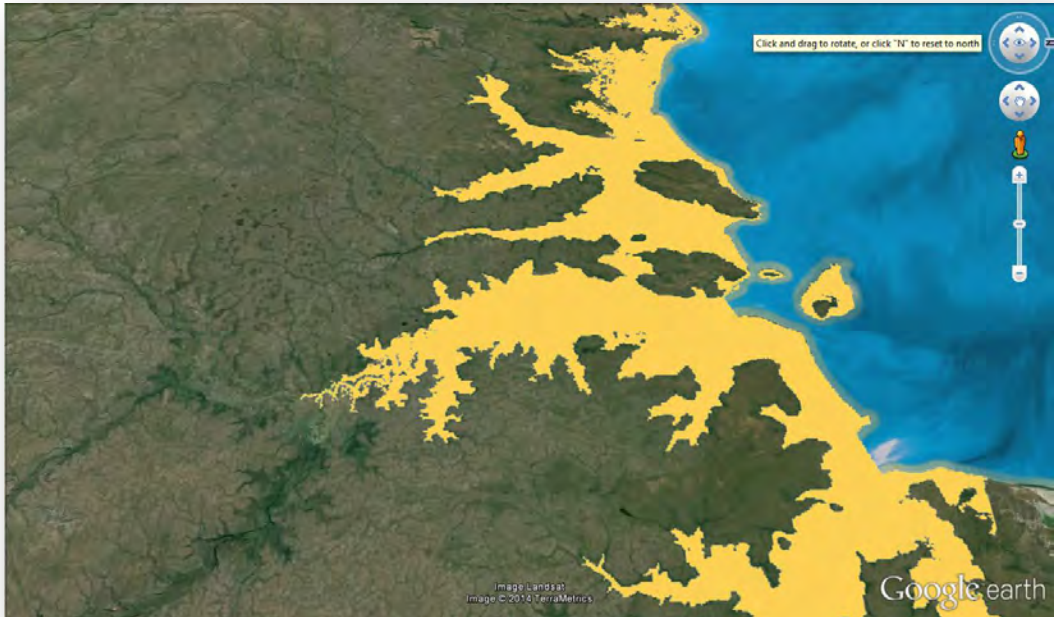 Click and drag to rotate, or click "N" to reset to north
Image Landsat
Image © 2014 TerraMetrics
Google earth